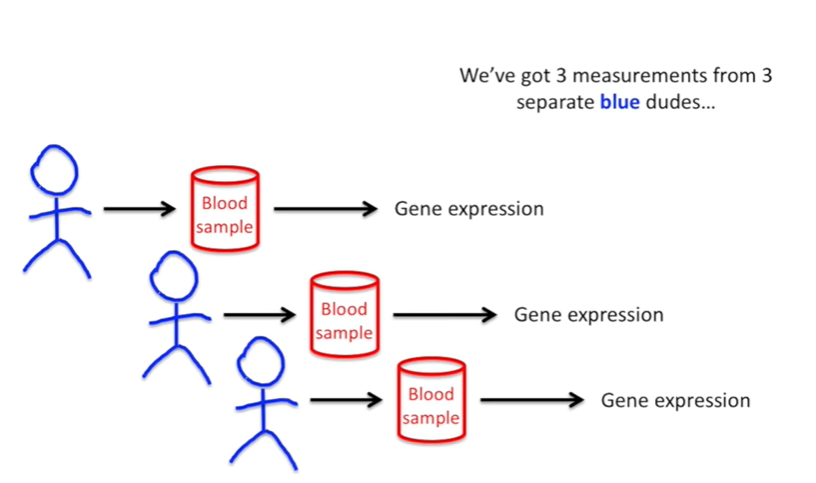 We’ve got 3 measurements from 3
separate blue dudes…
Blood
sample
Gene expression
Blood
sample
Gene expression
Blood
sample
Gene expression